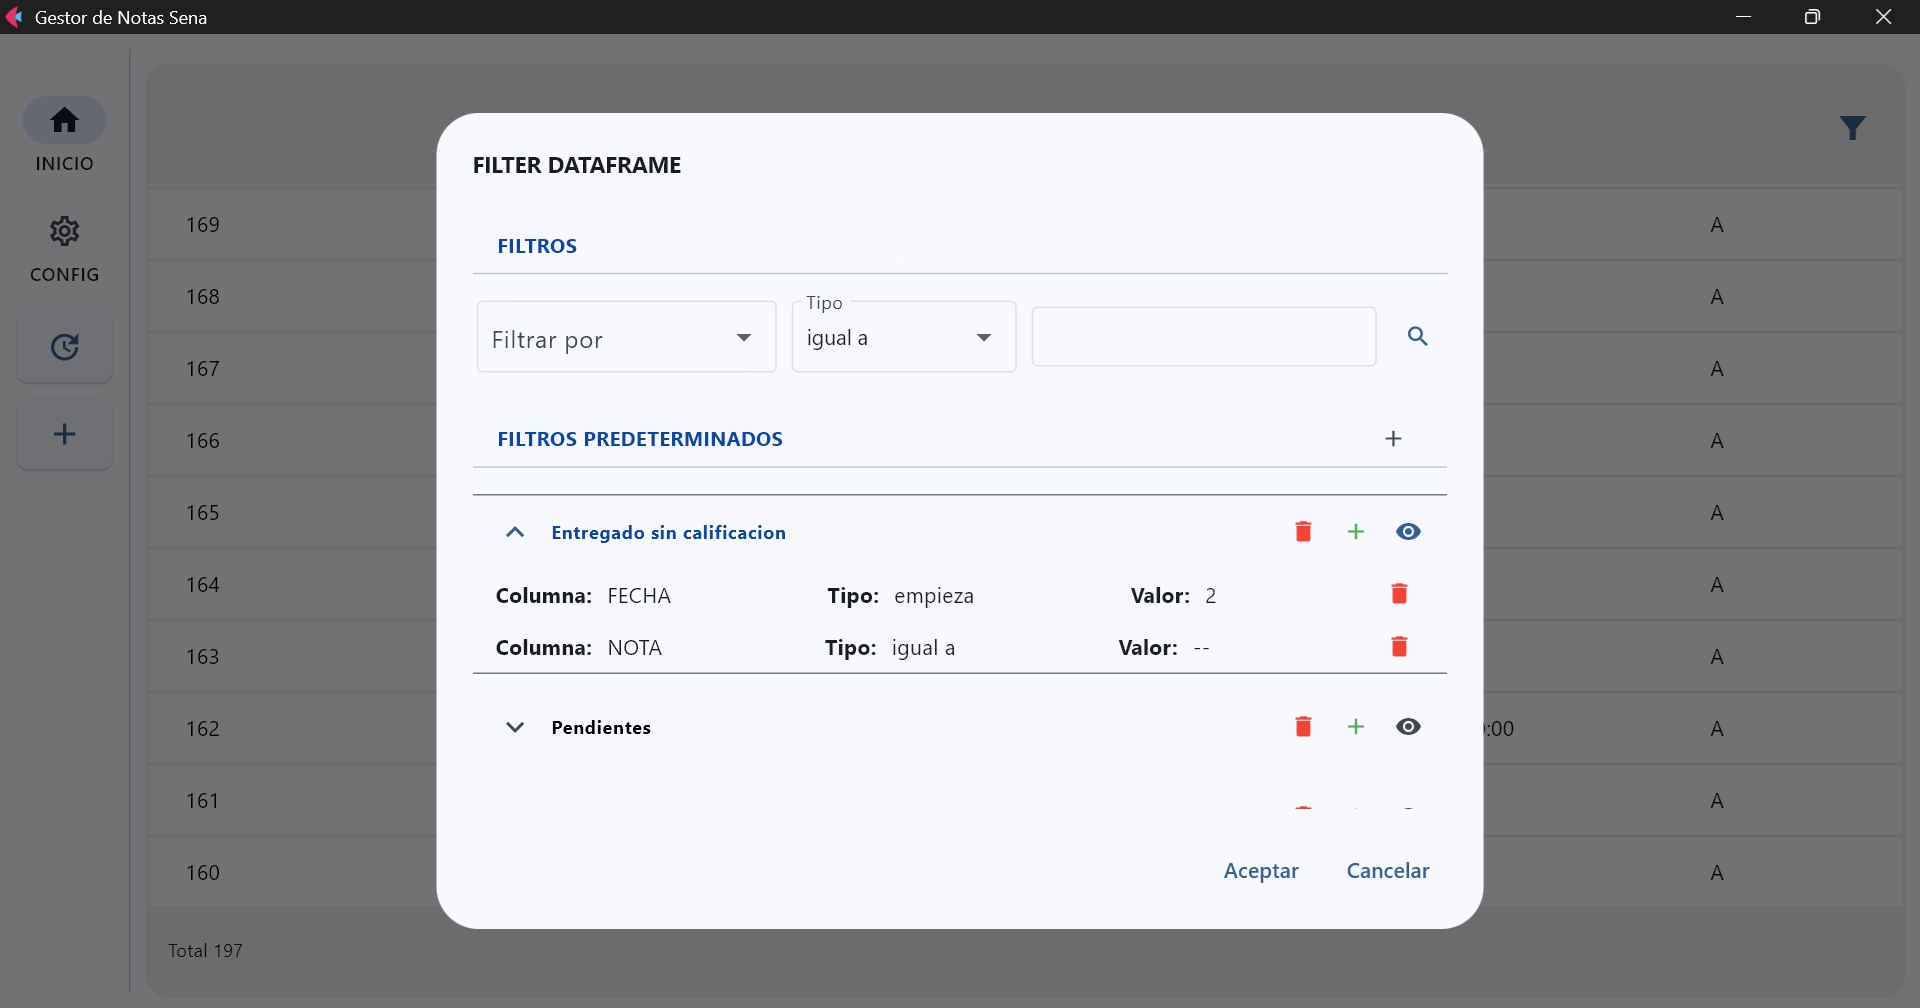 Gestor de Notas Sena
INICIO
CONFIG
FILTER DATAFRAME
FILTROS
Filtrar por
Tipo
igual a
FILTROS PREDETERMINADOS
Entregado sin calificacion
Columna: FECHA Tipo: empieza Valor: 2
Columna: NOTA Tipo: igual a Valor: --
Pendientes
Aceptar Cancelar
169 A
168 A
167 A
166 A
165 A
164 A
163 A
162 :00 A
161 A
160 A
Total 197